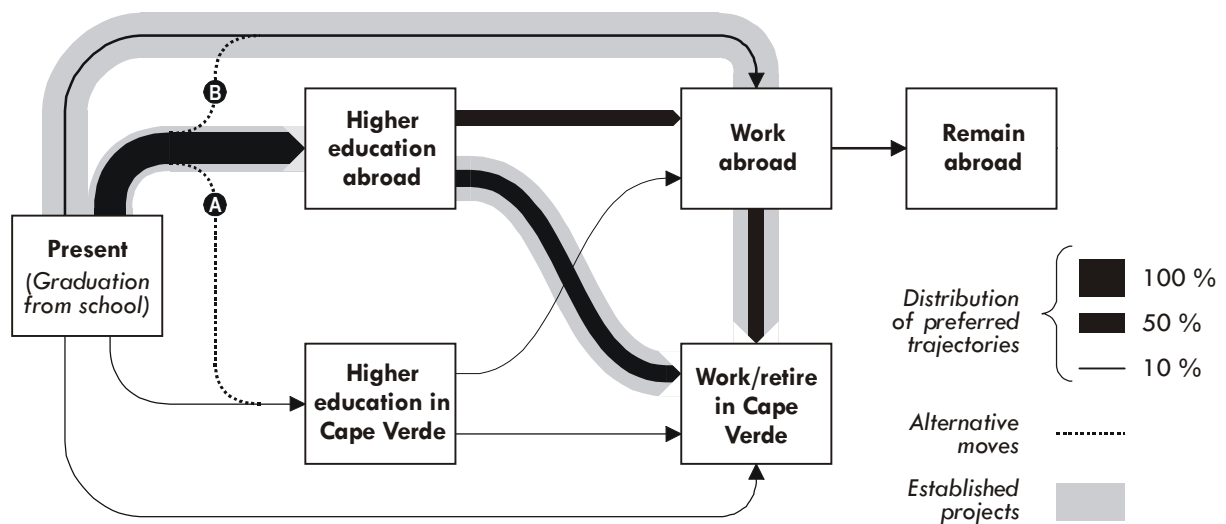 B
Higher
education
abroad
Work
abroad
Remain
abroad
A
Present
(Graduation
from school)
Higher
education in
Cape Verde
Work/retire
in Cape
Verde
Distribution
of preferred
trajectories
100 %
50 %
10 %
Alternative
moves
Established
projects